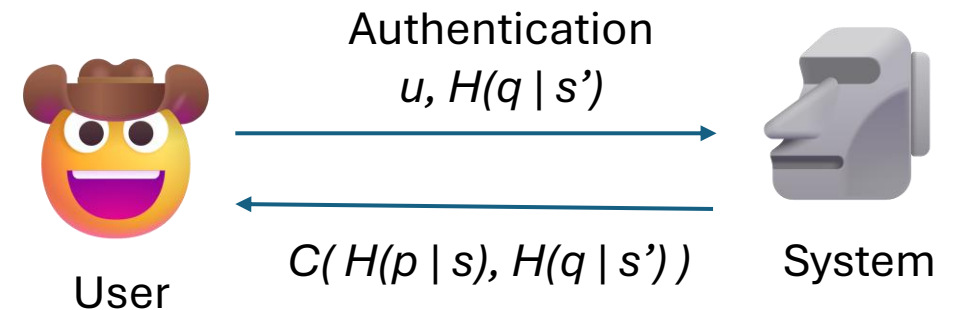 Authentication
u, H(q | s’)
C( H(p | s), H(q | s’) )
User
System